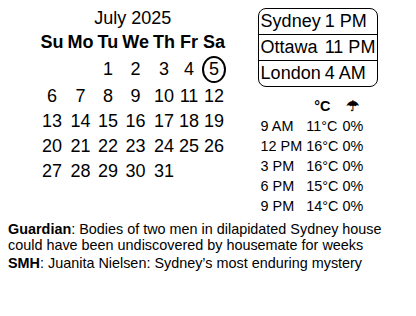 July 2025
Su Mo Tu We Th Fr Sa
1 2 3 4 5
6 7 8 9 10 11 12
13 14 15 16 17 18 19
20 21 22 23 24 25 26
27 28 29 30 31
Sydney 1 PM
Ottawa 11 PM
London 4 AM
°C ☂
9 AM 11°C 0%
12 PM 16°C 0%
3 PM 16°C 0%
6 PM 15°C 0%
9 PM 14°C 0%
Guardian: Bodies of two men in dilapidated Sydney house
could have been undiscovered by housemate for weeks
SMH: Juanita Nielsen: Sydney's most enduring mystery